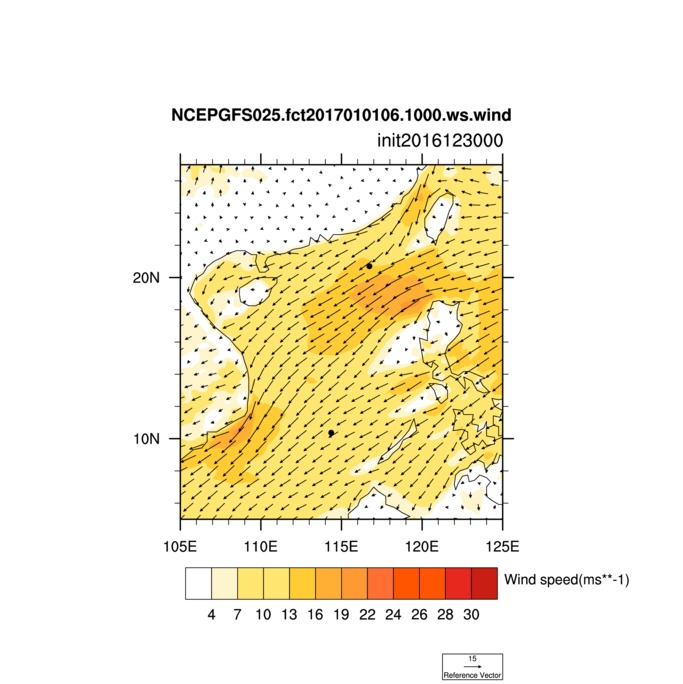 NCEPGFS025.fct2017010106.1000.ws.wind
init2016123000
20N
10N
105E 110E 115E 120E 125E
Wind speed(ms**-1)
4 7 10 13 16 19 22 24 26 28 30
15
Reference Vector